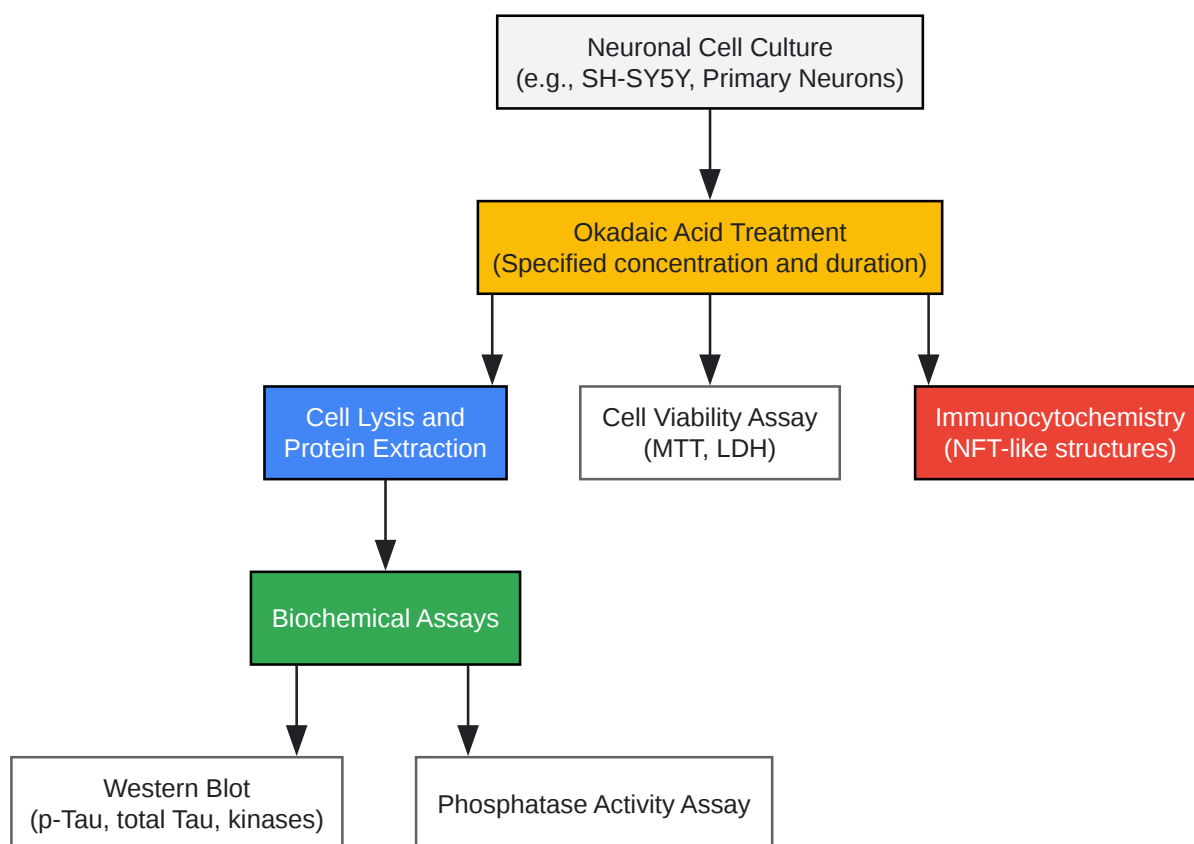 Neuronal Cell Culture
(e.g., SH-SY5Y, Primary Neurons)
Okadaic Acid Treatment
(Specified concentration and duration)
Cell Lysis and
Protein Extraction
Cell Viability Assay
(MTT, LDH)
Immunocytochemistry
(NFT-like structures)
Biochemical Assays
Western Blot
(p-Tau, total Tau, kinases)
Phosphatase Activity Assay